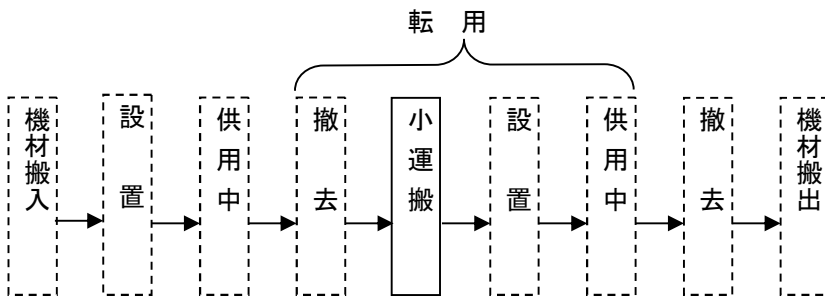 転 用
機材搬入
設置
供用中
撤去
小運搬
設置
供用中
撤去
機材搬出